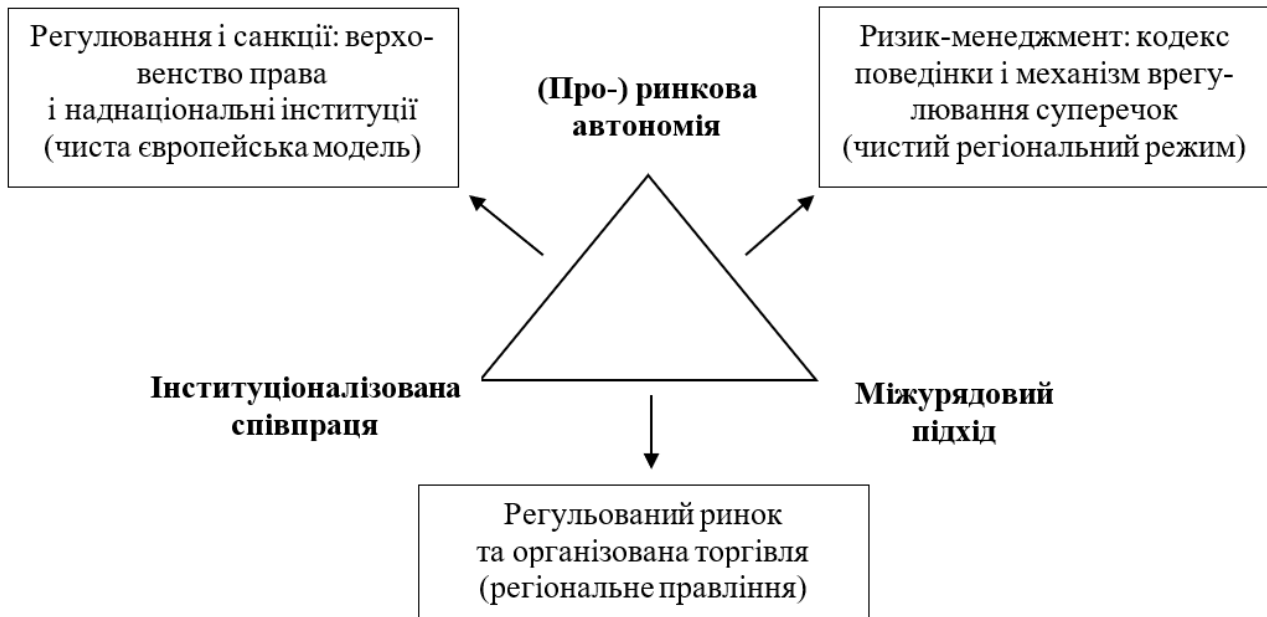 Регулювання і санкції: верхо-
венство права
і наднаціональні інституції
(чиста європейська модель)
(Про-) ринкова
автономія
Ризик-менеджмент: кодекс
поведінки і механізм врегу-
лювання суперечок
(чистий регіональний режим)
Інституціоналізована
співпраця
Міжурядовий
підхід
Регульований ринок
та організована торгівля
(регіональне правління)